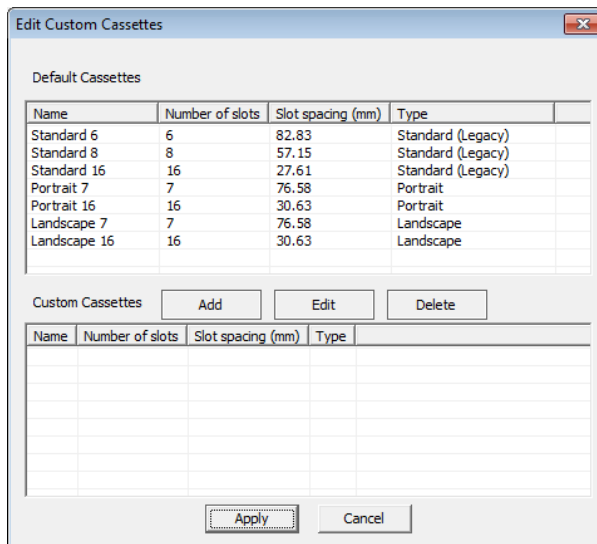 Edit Custom Cassettes
Default Cassettes
Name Number of slots Slot spacing (mm) Type
Standard 6 6 82.83 Standard (Legacy)
Standard 8 8 57.15 Standard (Legacy)
Standard 16 16 27.61 Standard (Legacy)
Portrait 7 7 76.58 Portrait
Portrait 16 16 30.63 Portrait
Landscape 7 7 76.58 Landscape
Landscape 16 16 30.63 Landscape
Custom Cassettes Add Edit Delete
Name Number of slots Slot spacing (mm) Type
Apply Cancel